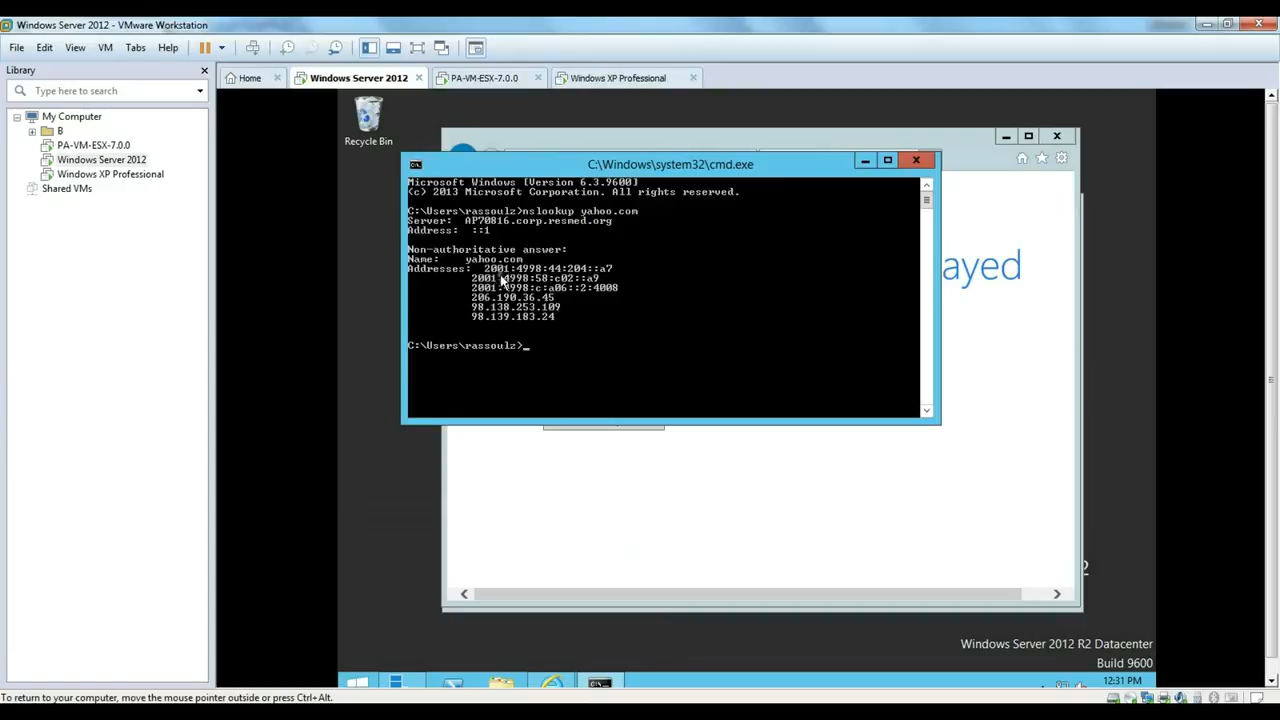 Windows Server 2012 - VMware Workstation
File Edit View VM Tabs Help
Library
Type here to search
My Computer
B
PA-VM-ESX-7.0.0
Windows Server 2012
Windows XP Professional
Shared VMs
Home
Windows Server 2012
PA-VM-ESX-7.0.0
Windows XP Professional
Recycle Bin
C:\Windows\system32\cmd.exe
Microsoft Windows [Version 6.3.9600]
(c) 2013 Microsoft Corporation. All rights reserved.
C:\Users\rassoulz>nslookup yahoo.com
Server: AP70816.corp.resmed.org
Address: ::1
Non-authoritative answer:
Name: yahoo.com
Addresses: 2001:4998:44:204::a7
2001:4998:58:c02::a9
2001:4998:c:a06::2:4008
206.190.36.45
98.138.253.109
98.139.183.24
C:\Users\rassoulz>_
ayed
2
Windows Server 2012 R2 Datacenter
Build 9600
12:31 PM
To return to your computer, move the mouse pointer outside or press Ctrl+Alt.